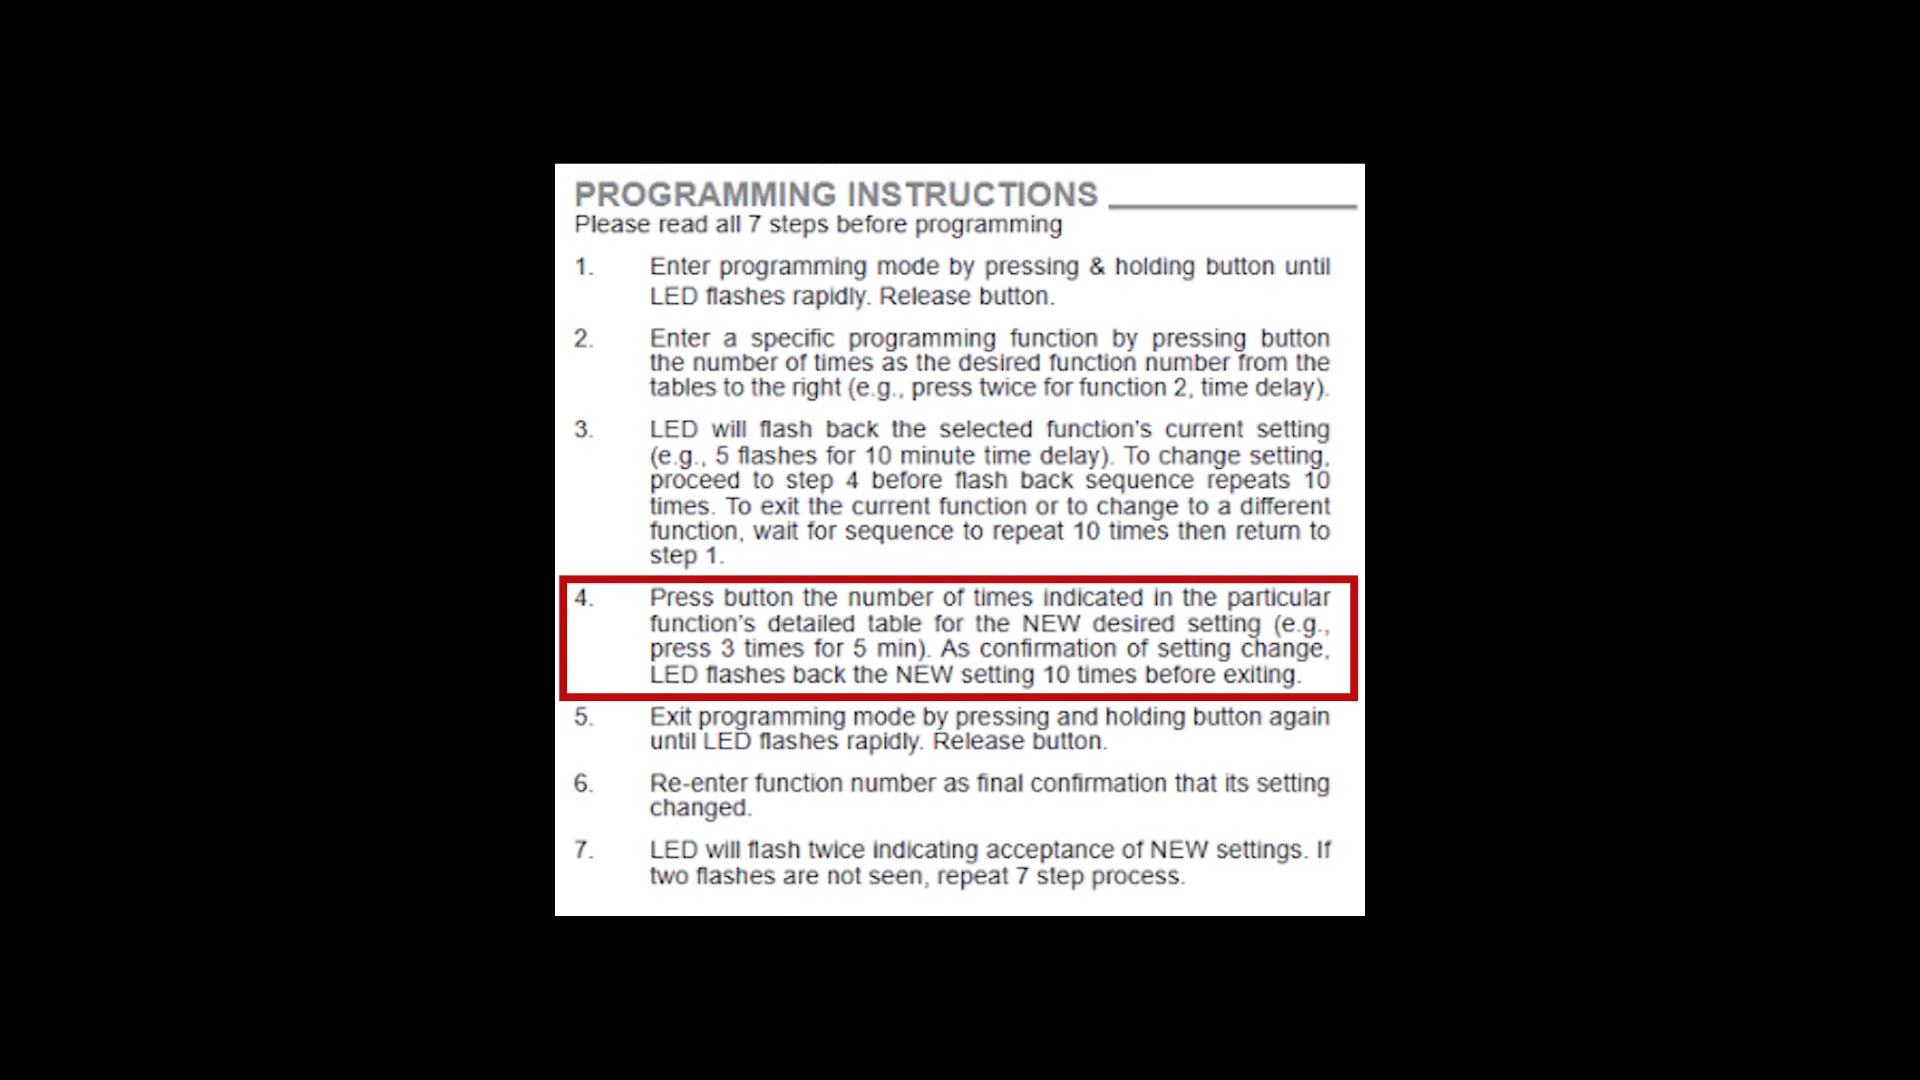 PROGRAMMING INSTRUCTIONS
Please read all 7 steps before programming
1. Enter programming mode by pressing & holding button until
LED flashes rapidly. Release button.
2. Enter a specific programming function by pressing button
the number of times as the desired function number from the
tables to the right (e.g., press twice for function 2, time delay).
3. LED will flash back the selected function's current setting
(e.g., 5 flashes for 10 minute time delay). To change setting,
proceed to step 4 before flash back sequence repeats 10
times. To exit the current function or to change to a different
function, wait for sequence to repeat 10 times then return to
step 1.
4. Press button the number of times indicated in the particular
function's detailed table for the NEW desired setting (e.g.,
press 3 times for 5 min). As confirmation of setting change,
LED flashes back the NEW setting 10 times before exiting.
5. Exit programming mode by pressing and holding button again
until LED flashes rapidly. Release button.
6. Re-enter function number as final confirmation that its setting
changed.
7. LED will flash twice indicating acceptance of NEW settings. If
two flashes are not seen, repeat 7 step process.